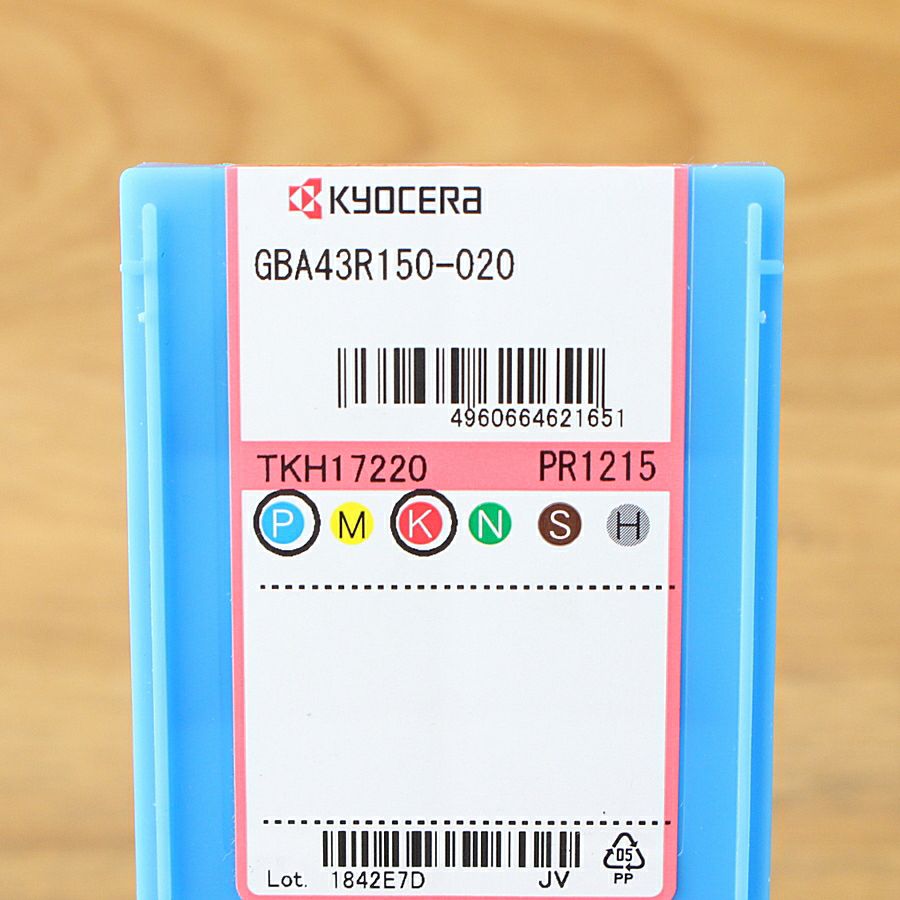 KYOCERA
GBA43R150-020
4960664621651
TKH17220 PR1215
P M K N S H
Lot. 1842E7D JV
05
PP